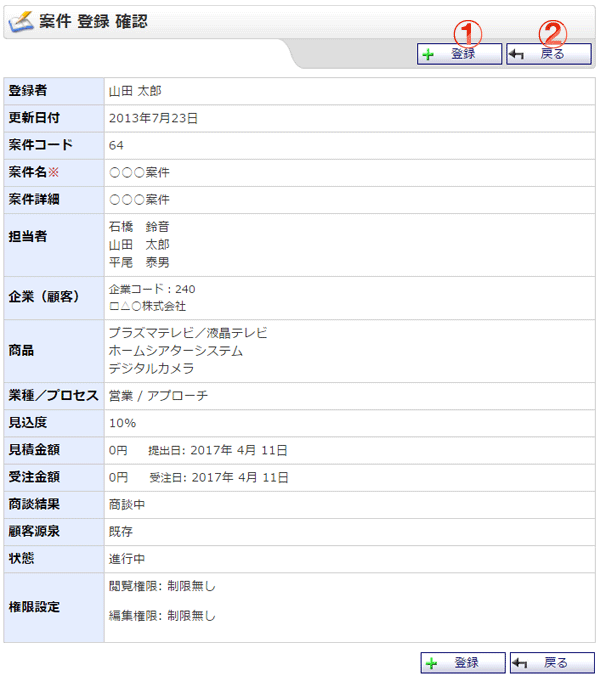 案件 登録 確認
① ②
登録 戻る
登録者 山田 太郎
更新日付 2013年7月23日
案件コード 64
案件名※ ○○○案件
案件詳細 ○○○案件
担当者 石橋　鈴音
山田　太郎
平尾　泰男
企業（顧客） 企業コード：240
□△○株式会社
商品 プラズマテレビ／液晶テレビ
ホームシアターシステム
デジタルカメラ
業種／プロセス 営業 / アプローチ
見込度 10%
見積金額 0円　提出日: 2017年 4月 11日
受注金額 0円　受注日: 2017年 4月 11日
商談結果 商談中
顧客源泉 既存
状態 進行中
権限設定 閲覧権限: 制限無し
編集権限: 制限無し
登録 戻る